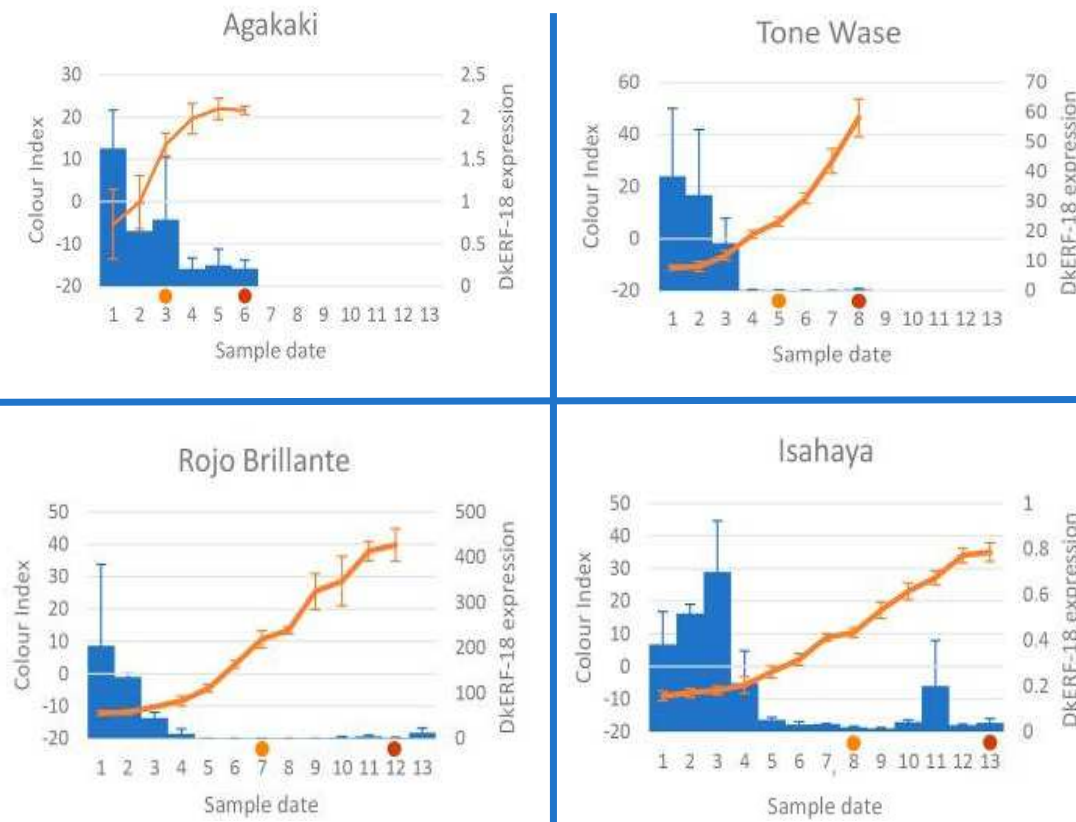 Agakaki
Colour Index
30
20
10
0
-10
-20
2.5
2
1.5
1
0.5
0
DkERF-18 expression
1 2 3 4 5 6 7 8 9 10 11 12 13
Sample date
Tone Wase
Colour Index
60
40
20
0
-20
70
60
50
40
30
20
10
0
DkERF-18 expression
1 2 3 4 5 6 7 8 9 10 11 12 13
Sample date
Rojo Brillante
Colour Index
50
40
30
20
10
0
-10
-20
500
400
300
200
100
0
DkERF-18 expression
1 2 3 4 5 6 7 8 9 10 11 12 13
Sample date
Isahaya
Colour Index
50
40
30
20
10
0
-10
-20
1
0.8
0.6
0.4
0.2
0
DkERF-18 expression
1 2 3 4 5 6 7, 8 9 10 11 12 13
Sample date